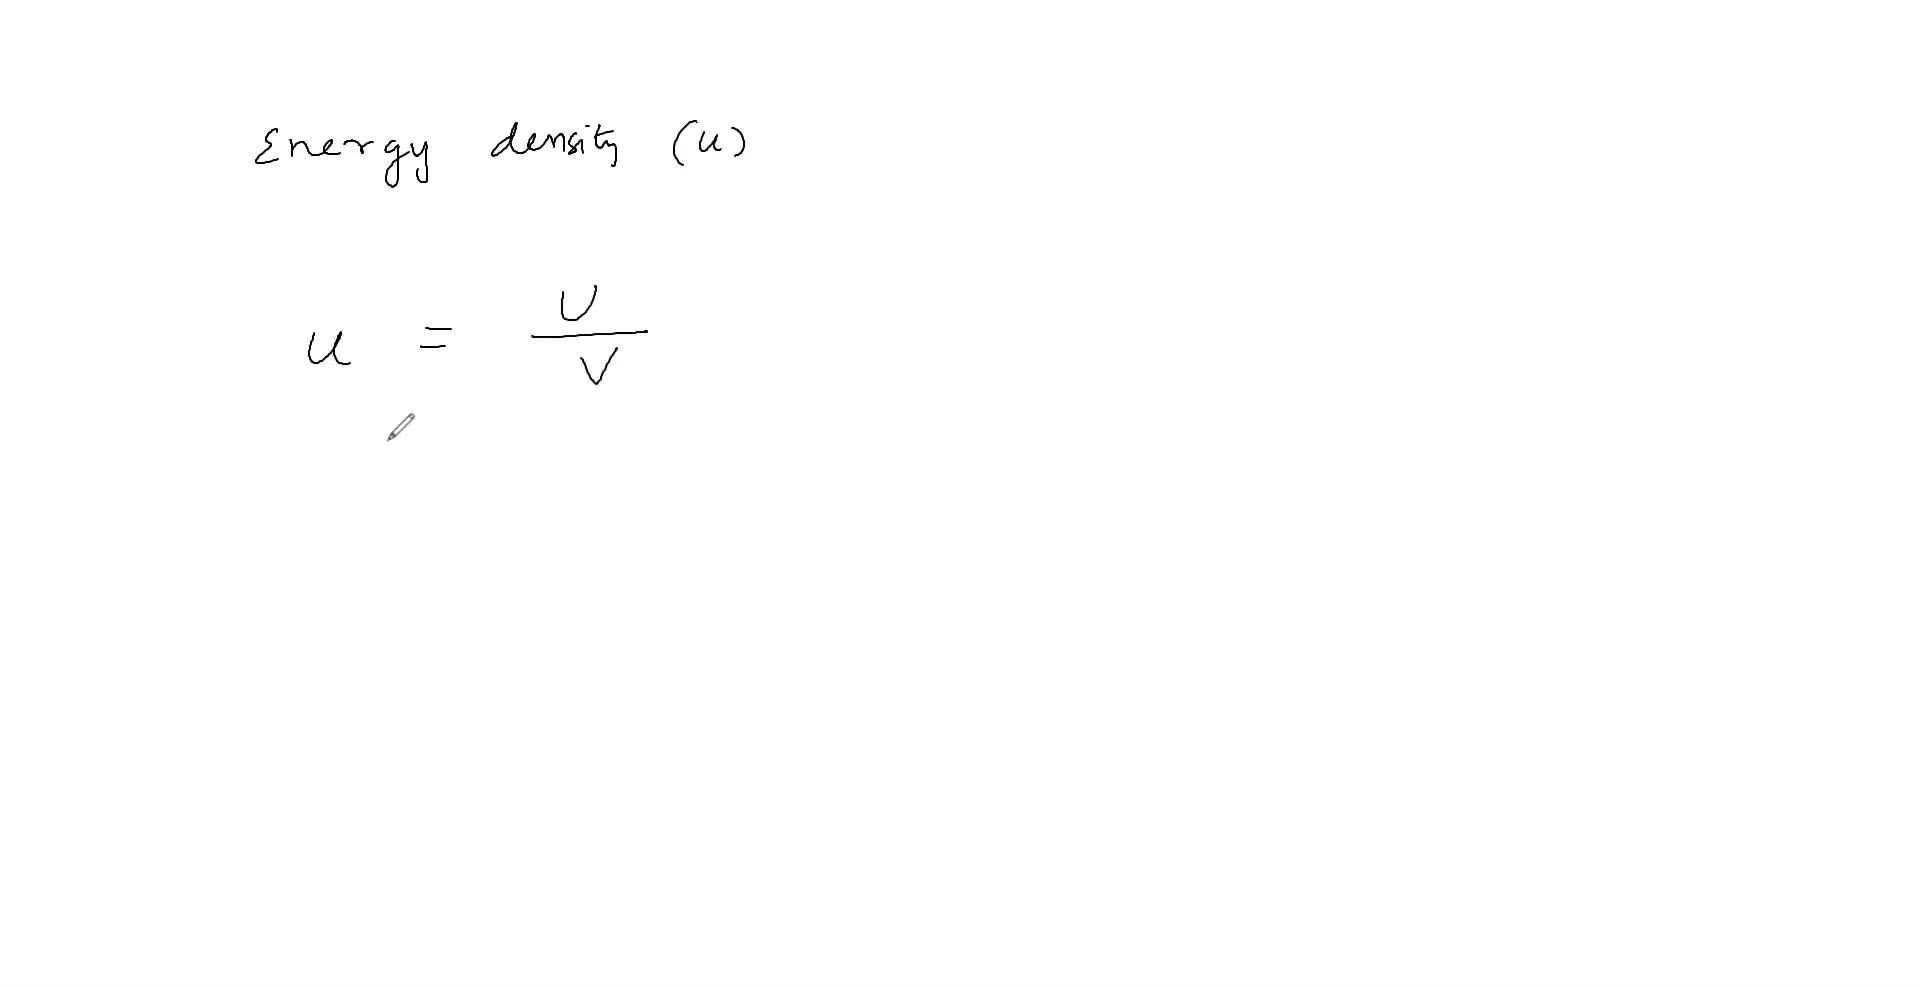 Energy density (u)
u = U / V